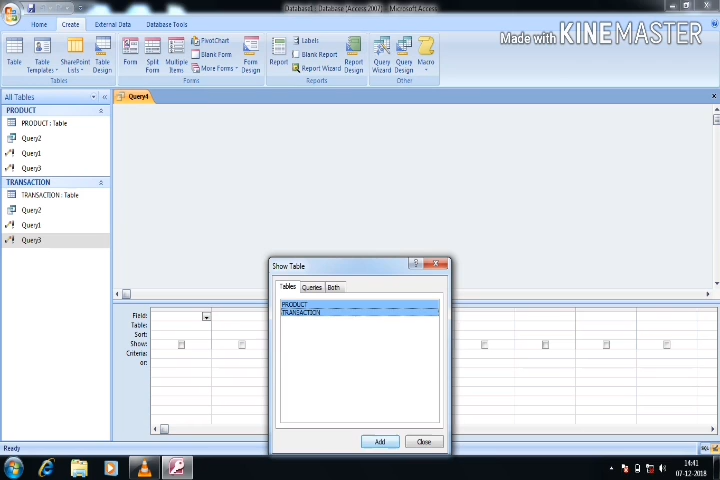 Database1 : Database (Access 2007) - Microsoft Access
Made with KINEMASTER
Home Create External Data Database Tools
Table
Table Templates
SharePoint Lists
Table Design
Tables
Form
Split Form
Multiple Items
PivotChart
Blank Form
More Forms
Form Design
Forms
Report
Labels
Blank Report
Report Wizard
Report Design
Reports
Query Wizard
Query Design
Macro
Other
All Tables
PRODUCT
PRODUCT : Table
Query2
Query1
Query3
TRANSACTION
TRANSACTION : Table
Query2
Query1
Query3
Query4
Show Table
Tables Queries Both
PRODUCT
TRANSACTION
Add Close
Field:
Table:
Sort:
Show:
Criteria:
or:
Ready
SQL
14:41
07-12-2018